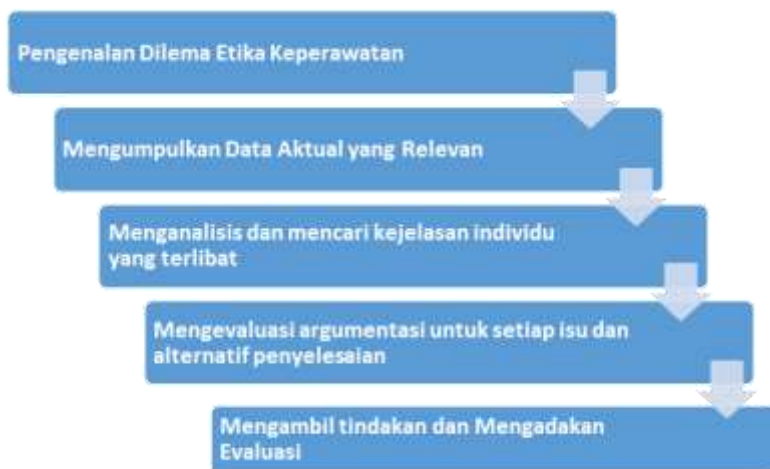 Pengenalan Dilema Etika Keperawatan
Mengumpulkan Data Aktual yang Relevan
Menganalisis dan mencari kejelasan individu
yang terlibat
Mengevaluasi argumentasi untuk setiap isu dan
alternatif penyelesaian
Mengambil tindakan dan Mengadakan
Evaluasi